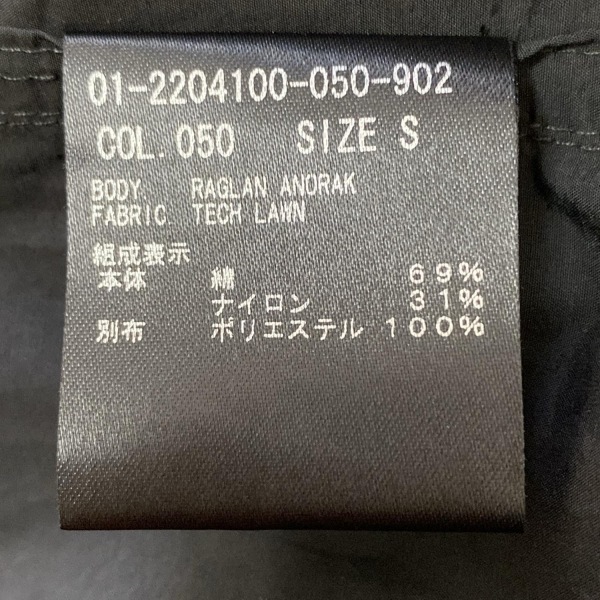 01-2204100-050-902
COL.050 SIZE S
BODY RAGLAN ANORAK
FABRIC TECH LAWN
組成表示
本体 綿 69%
ナイロン 31%
別布 ポリエステル 100%